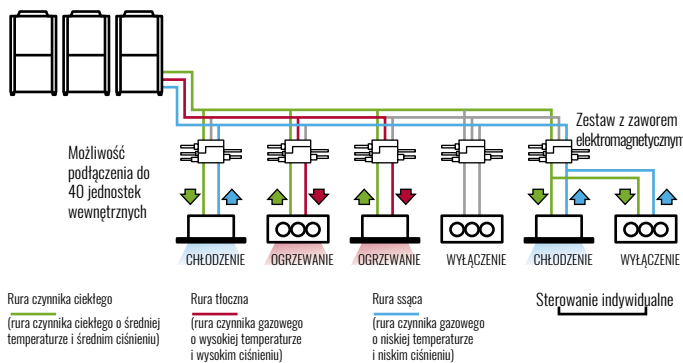 Zestaw z zaworem
elektromagnetycznym
Możliwość
podłączenia do
40 jednostek
wewnętrznych
CHŁODZENIE
OGRZEWANIE
OGRZEWANIE
WYŁĄCZENIE
CHŁODZENIE
WYŁĄCZENIE
Rura czynnika ciekłego
(rura czynnika ciekłego o średniej
temperaturze i średnim ciśnieniu)
Rura tłoczna
(rura czynnika gazowego
o wysokiej temperaturze
i wysokim ciśnieniu)
Rura ssąca
(rura czynnika gazowego
o niskiej temperaturze
i niskim ciśnieniu)
Sterowanie indywidualne